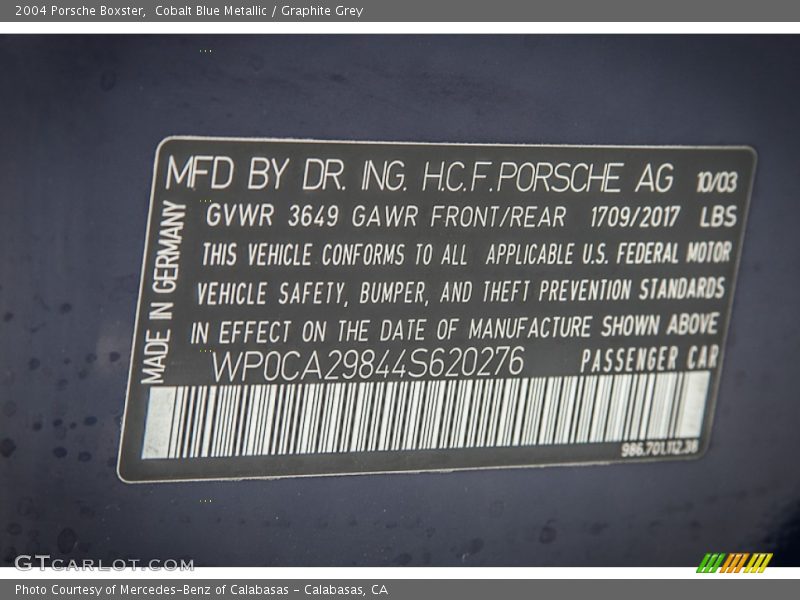 2004 Porsche Boxster,  Cobalt Blue Metallic / Graphite Grey
MFD BY DR. ING. H.C.F. PORSCHE AG 10/03
GVWR 3649 GAWR FRONT/REAR 1709/2017 LBS
THIS VEHICLE CONFORMS TO ALL APPLICABLE U.S. FEDERAL MOTOR
VEHICLE SAFETY, BUMPER, AND THEFT PREVENTION STANDARDS
IN EFFECT ON THE DATE OF MANUFACTURE SHOWN ABOVE
WP0CA29844S620276 PASSENGER CAR
986.701.112.38
MADE IN GERMANY
GTCARLOT.COM
Photo Courtesy of Mercedes-Benz of Calabasas - Calabasas, CA